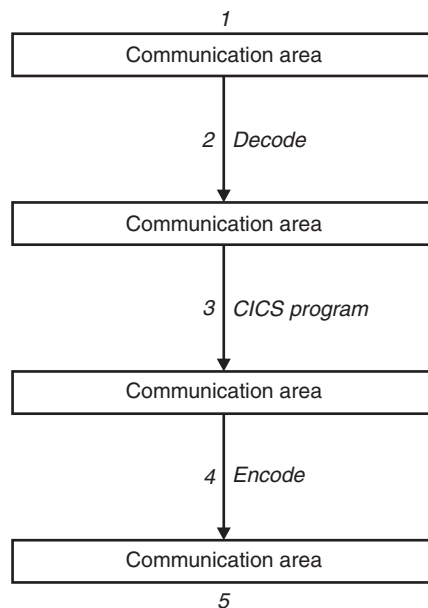 1
Communication area
2 Decode
Communication area
3 CICS program
Communication area
4 Encode
Communication area
5